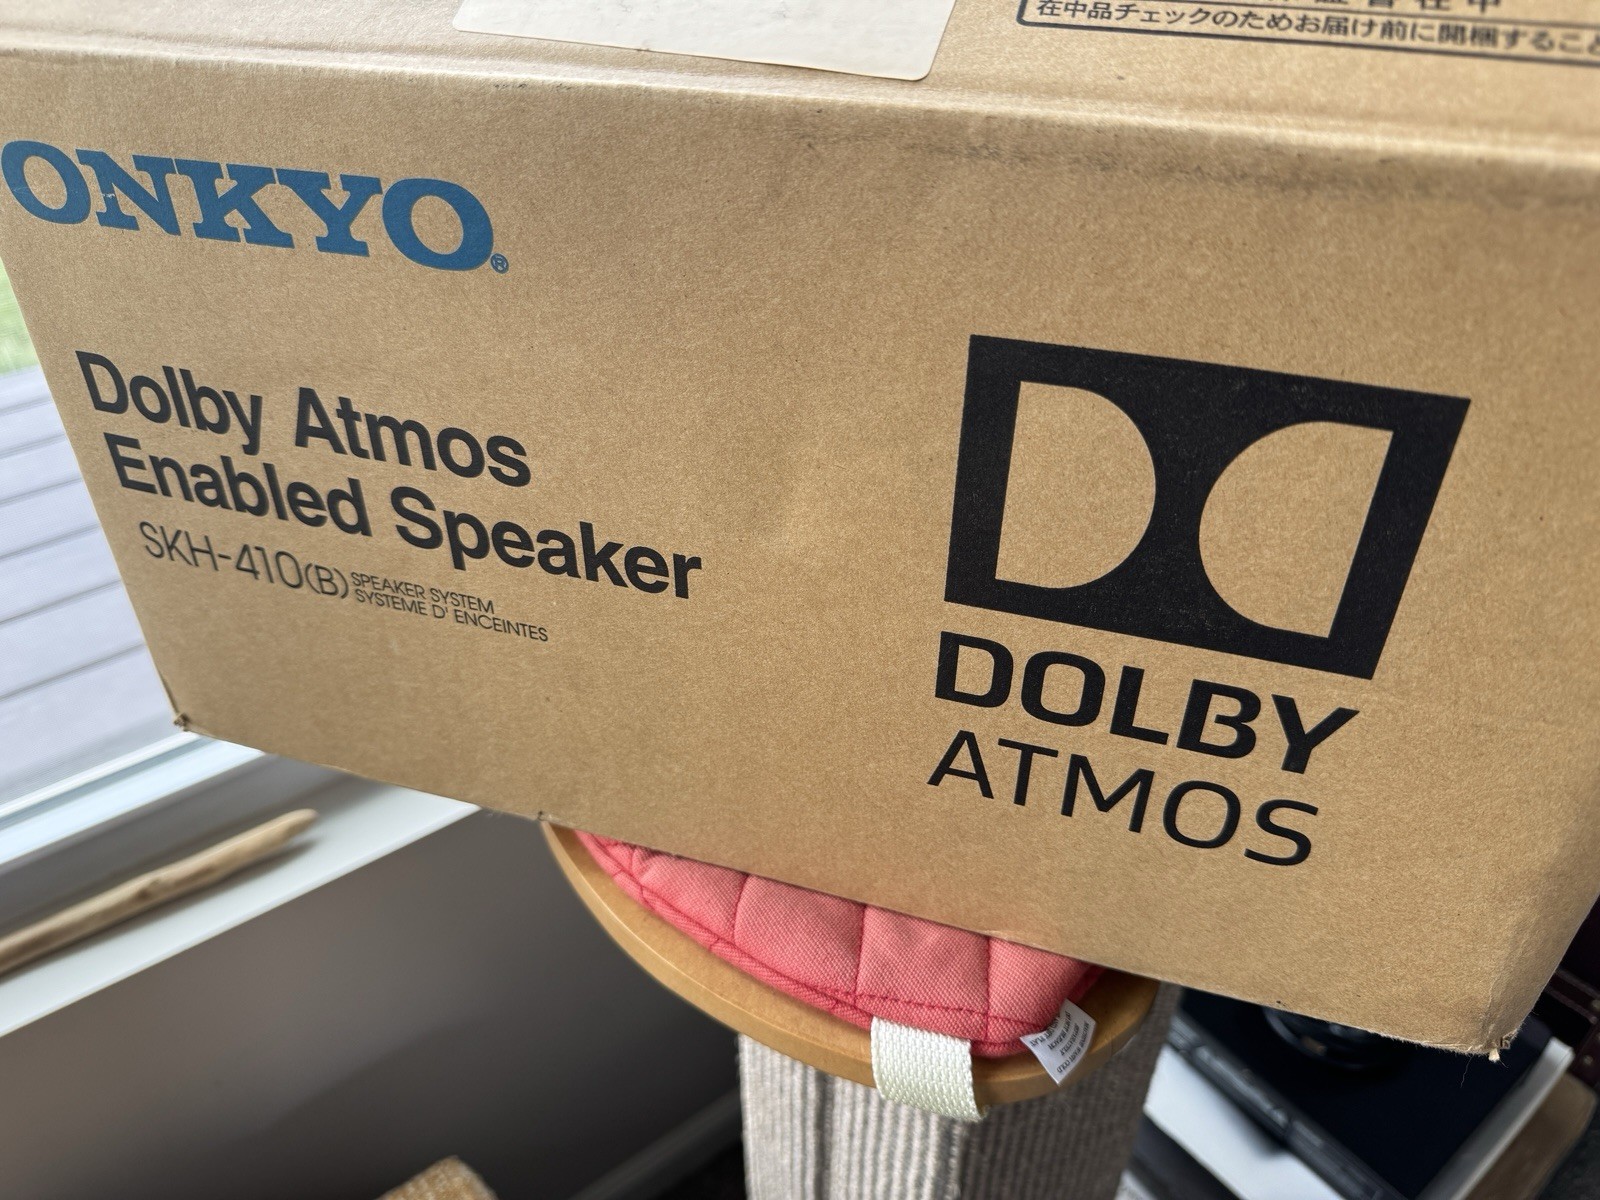 在中品チェックのためお届け前に開梱すること
ONKYO®
Dolby Atmos
Enabled Speaker
SKH-410(B) SPEAKER SYSTEM
SYSTEME D' ENCEINTES
DOLBY
ATMOS